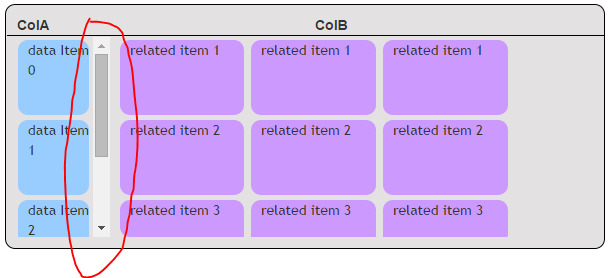 ColA ColB
data Item related item 1 related item 1 related item 1
0
data Item related item 2 related item 2 related item 2
1
data Item related item 3 related item 3 related item 3
2